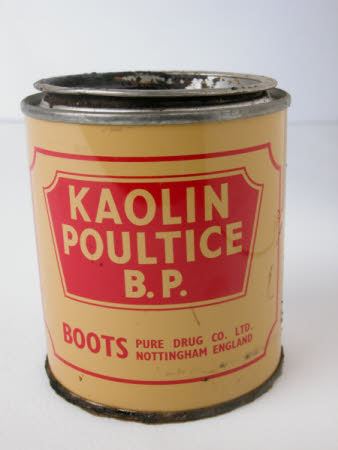 KAOLIN
POULTICE
B.P.
BOOTS PURE DRUG CO. LTD.
NOTTINGHAM ENGLAND